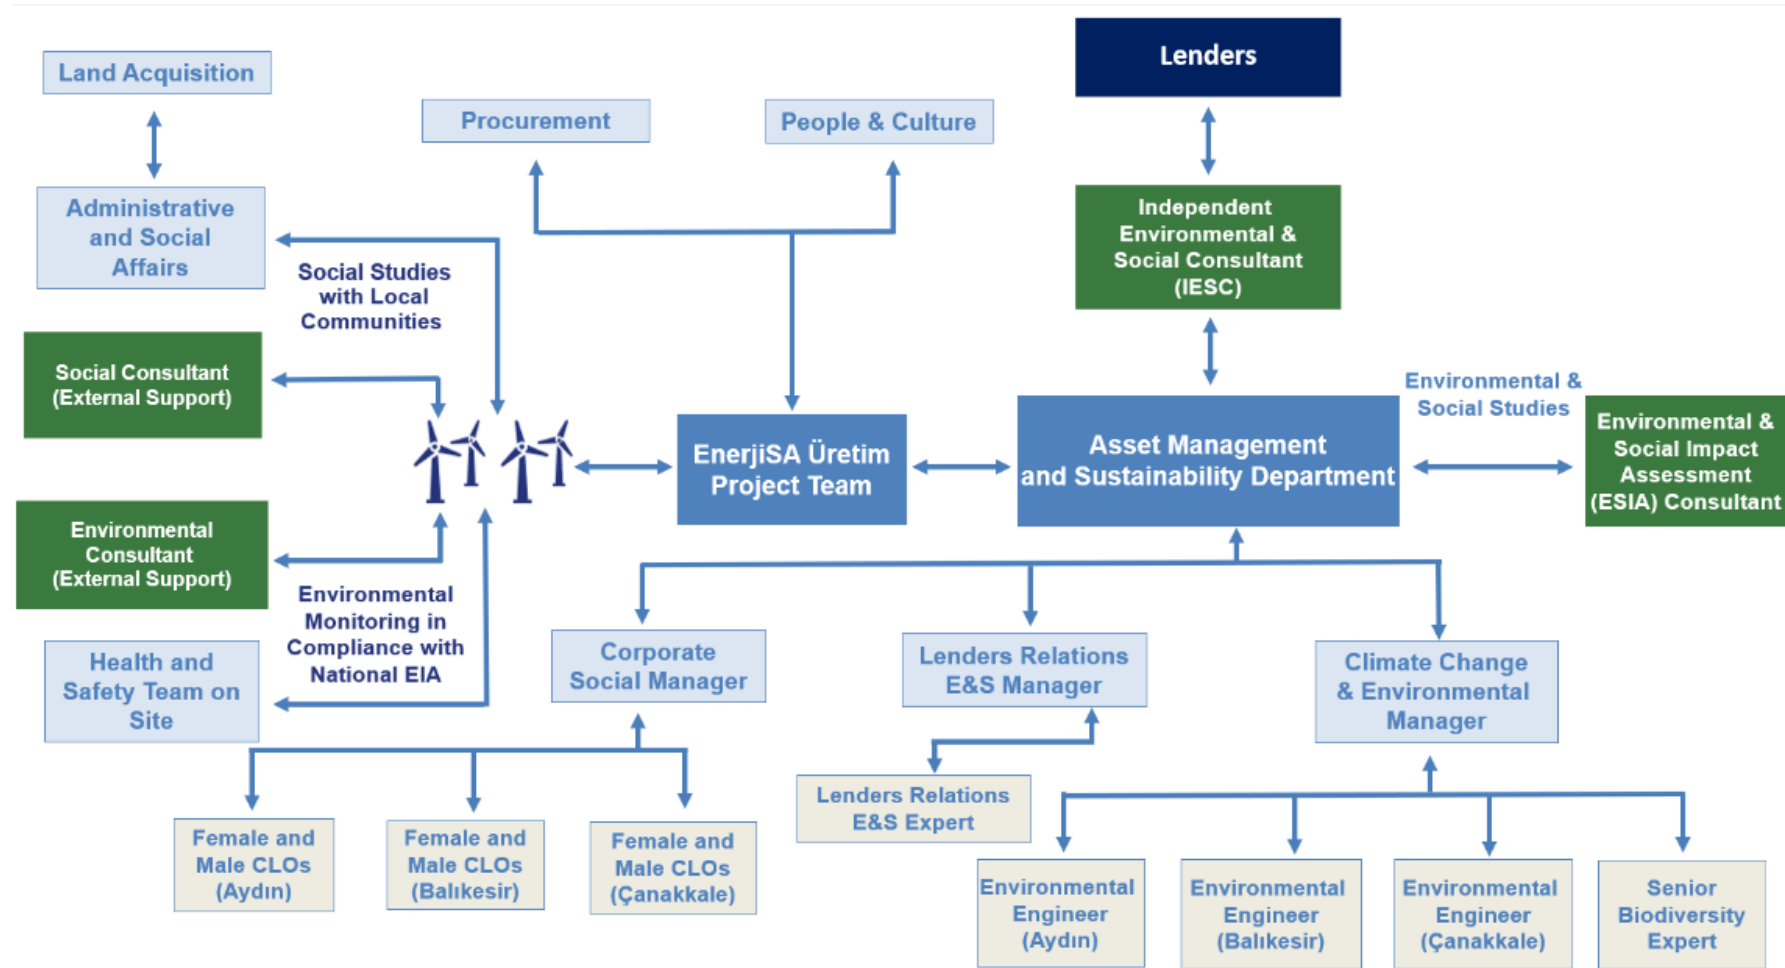 Lenders
Land Acquisition
Procurement
People & Culture
Administrative
and Social
Affairs
Independent
Environmental &
Social Consultant
(IESC)
Social Studies
with Local
Communities
Social Consultant
(External Support)
Environmental &
Social Studies
EnerjiSA Üretim
Project Team
Asset Management
and Sustainability Department
Environmental &
Social Impact
Assessment
(ESIA) Consultant
Environmental
Consultant
(External Support)
Environmental
Monitoring in
Compliance with
National EIA
Health and
Safety Team on
Site
Corporate
Social Manager
Lenders Relations
E&S Manager
Climate Change
& Environmental
Manager
Lenders Relations
E&S Expert
Female and
Male CLOs
(Aydın)
Female and
Male CLOs
(Balıkesir)
Female and
Male CLOs
(Çanakkale)
Environmental
Engineer
(Aydın)
Environmental
Engineer
(Balıkesir)
Environmental
Engineer
(Çanakkale)
Senior
Biodiversity
Expert